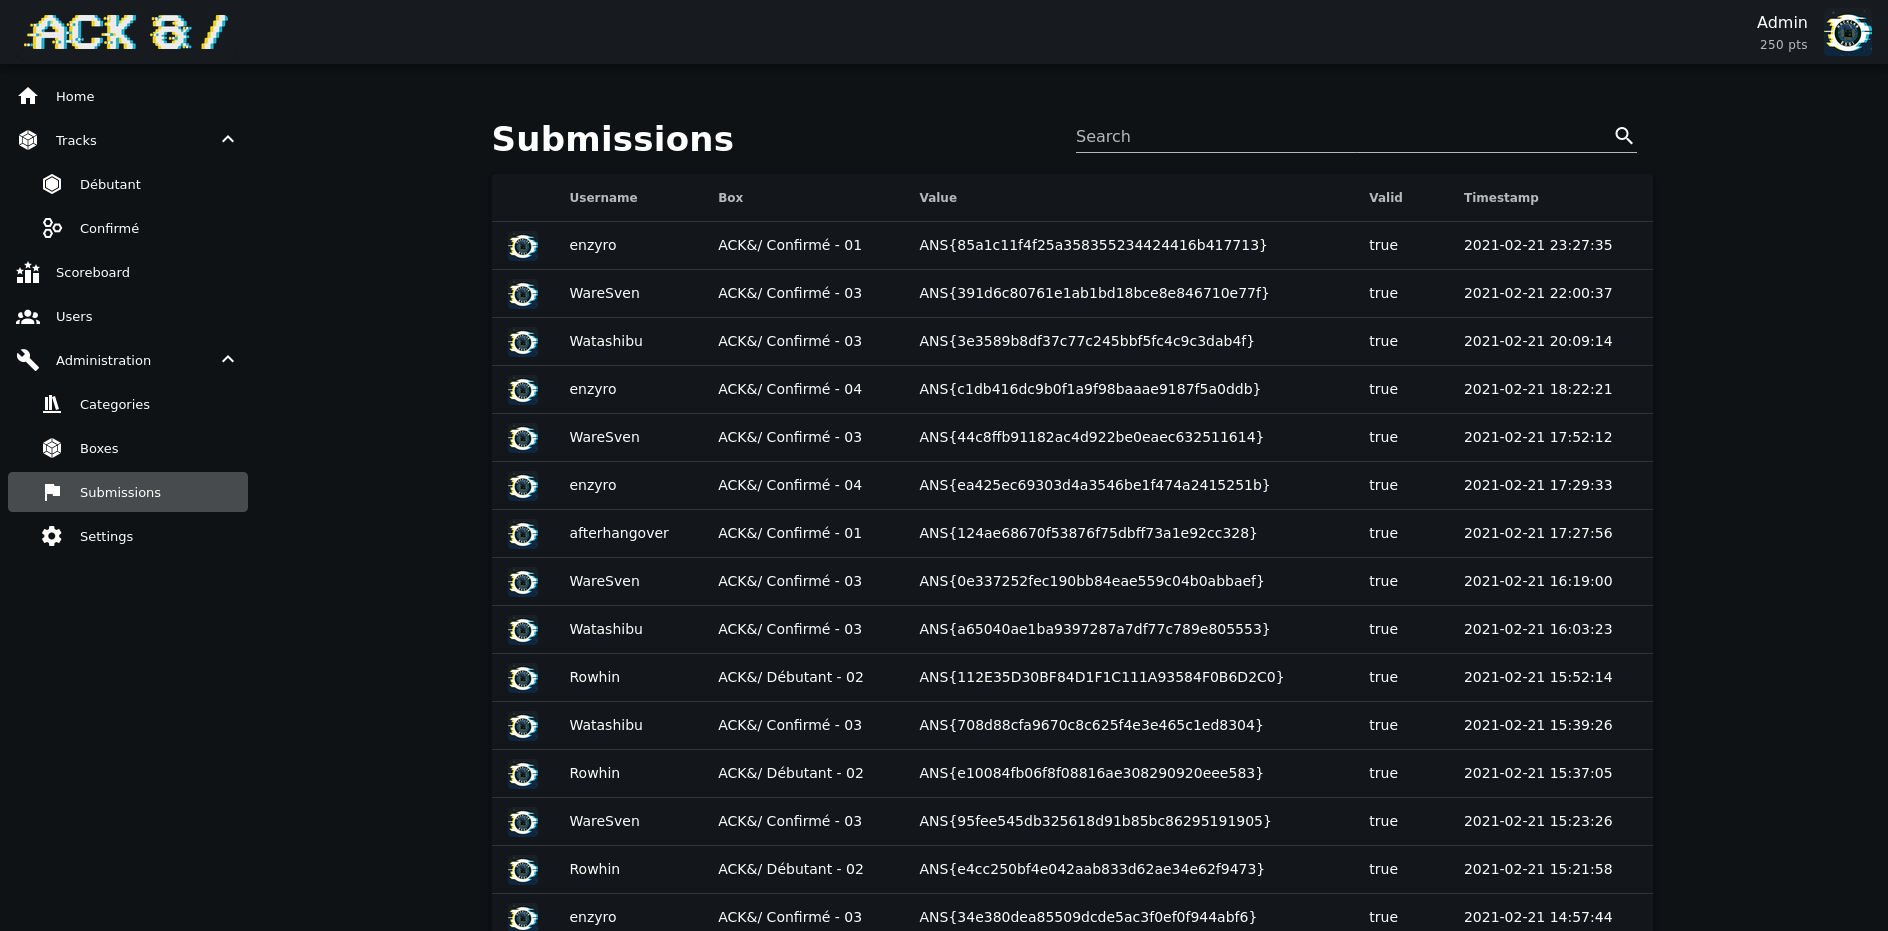 ACK & /
Admin
250 pts
Home
Tracks
Débutant
Confirmé
Scoreboard
Users
Administration
Categories
Boxes
Submissions
Settings
Submissions
Search
Username Box Value Valid Timestamp
enzyro ACK&/ Confirmé - 01 ANS{85a1c11f4f25a358355234424416b417713} true 2021-02-21 23:27:35
WareSven ACK&/ Confirmé - 03 ANS{391d6c80761e1ab1bd18bce8e846710e77f} true 2021-02-21 22:00:37
Watashibu ACK&/ Confirmé - 03 ANS{3e3589b8df37c77c245bbf5fc4c9c3dab4f} true 2021-02-21 20:09:14
enzyro ACK&/ Confirmé - 04 ANS{c1db416dc9b0f1a9f98baaae9187f5a0ddb} true 2021-02-21 18:22:21
WareSven ACK&/ Confirmé - 03 ANS{44c8ffb91182ac4d922be0eaec632511614} true 2021-02-21 17:52:12
enzyro ACK&/ Confirmé - 04 ANS{ea425ec69303d4a3546be1f474a2415251b} true 2021-02-21 17:29:33
afterhangover ACK&/ Confirmé - 01 ANS{124ae68670f53876f75dbff73a1e92cc328} true 2021-02-21 17:27:56
WareSven ACK&/ Confirmé - 03 ANS{0e337252fec190bb84eae559c04b0abbaef} true 2021-02-21 16:19:00
Watashibu ACK&/ Confirmé - 03 ANS{a65040ae1ba9397287a7df77c789e805553} true 2021-02-21 16:03:23
Rowhin ACK&/ Débutant - 02 ANS{112E35D30BF84D1F1C111A93584F0B6D2C0} true 2021-02-21 15:52:14
Watashibu ACK&/ Confirmé - 03 ANS{708d88cfa9670c8c625f4e3e465c1ed8304} true 2021-02-21 15:39:26
Rowhin ACK&/ Débutant - 02 ANS{e10084fb06f8f08816ae308290920eee583} true 2021-02-21 15:37:05
WareSven ACK&/ Confirmé - 03 ANS{95fee545db325618d91b85bc86295191905} true 2021-02-21 15:23:26
Rowhin ACK&/ Débutant - 02 ANS{e4cc250bf4e042aab833d62ae34e62f9473} true 2021-02-21 15:21:58
enzyro ACK&/ Confirmé - 03 ANS{34e380dea85509dcde5ac3f0ef0f944abf6} true 2021-02-21 14:57:44